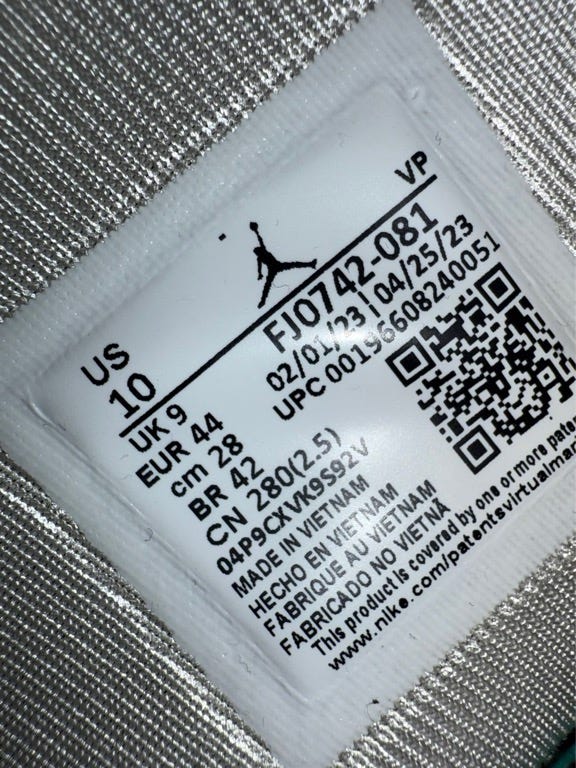 VP
FJ0742-081
02/01/23 | 04/25/23
UPC 00196608240051
US
10
UK 9
EUR 44
cm 28
BR 42
CN 280(2.5)
04P9CXVK9S92V
MADE IN VIETNAM
HECHO EN VIETNAM
FABRIQUE AU VIETNAM
FABRICADO NO VIETNÃ
This product is covered by one or more
www.nike.com/patents